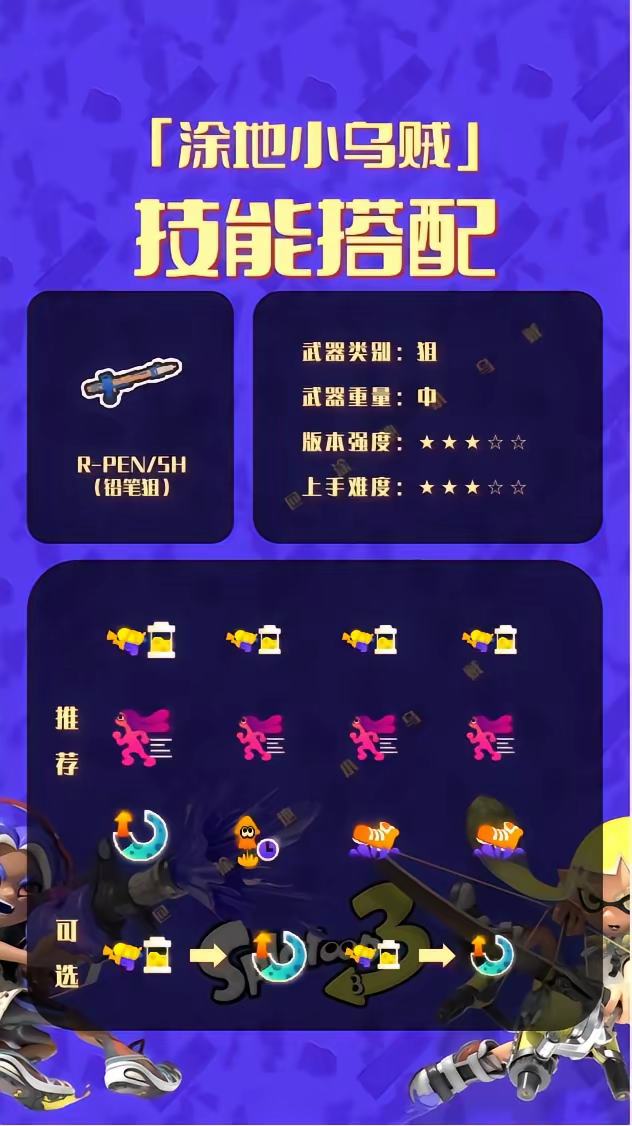 「涂地小乌贼」
技能搭配
武器类别：狙
武器重量：中
版本强度：★★★☆☆
上手难度：★★★☆☆
R-PEN/5H
（铅笔狙）
推荐
可选
Splatoon 3